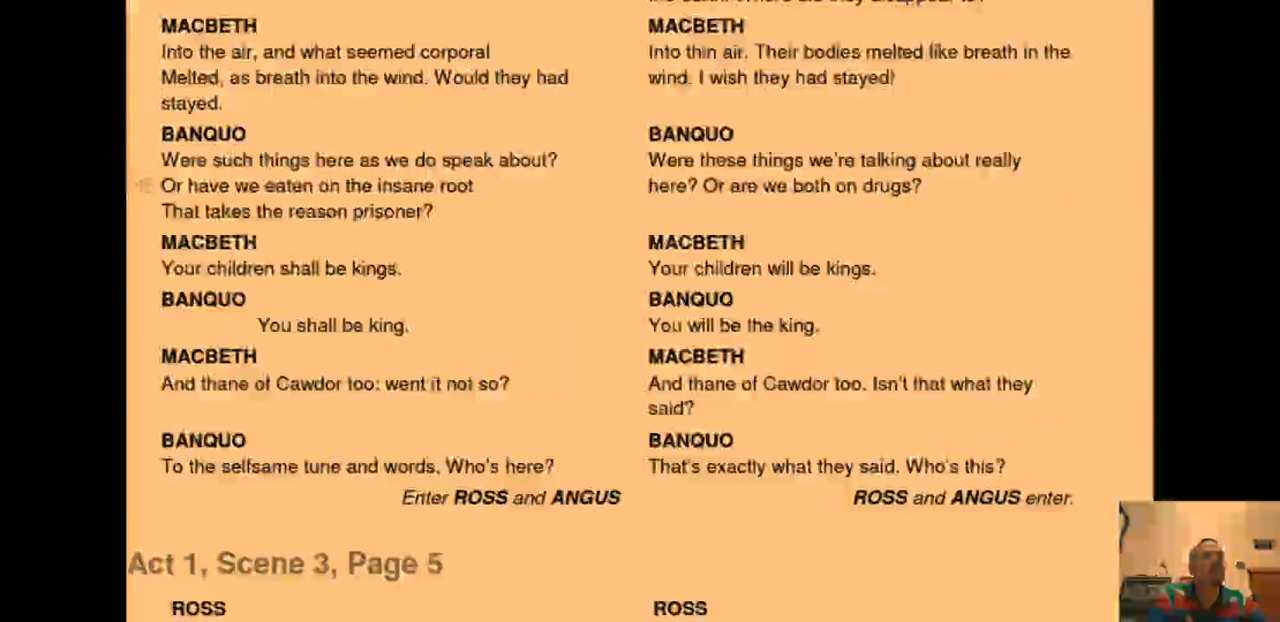 MACBETH
Into the air, and what seemed corporal
Melted, as breath into the wind. Would they had
stayed.
BANQUO
Were such things here as we do speak about?
Or have we eaten on the insane root
That takes the reason prisoner?
MACBETH
Your children shall be kings.
BANQUO
You shall be king.
MACBETH
And thane of Cawdor too: went it not so?
BANQUO
To the selfsame tune and words. Who's here?
Enter ROSS and ANGUS
MACBETH
Into thin air. Their bodies melted like breath in the
wind. I wish they had stayed!
BANQUO
Were these things we're talking about really
here? Or are we both on drugs?
MACBETH
Your children will be kings.
BANQUO
You will be the king.
MACBETH
And thane of Cawdor too. Isn't that what they
said?
BANQUO
That's exactly what they said. Who's this?
ROSS and ANGUS enter.
Act 1, Scene 3, Page 5
ROSS
ROSS